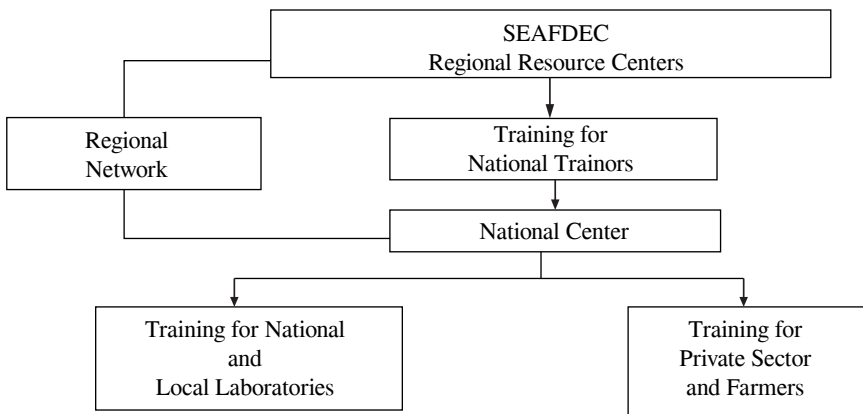 SEAFDEC
Regional Resource Centers
Regional
Network
Training for
National Trainors
National Center
Training for National
and
Local Laboratories
Training for
Private Sector
and Farmers